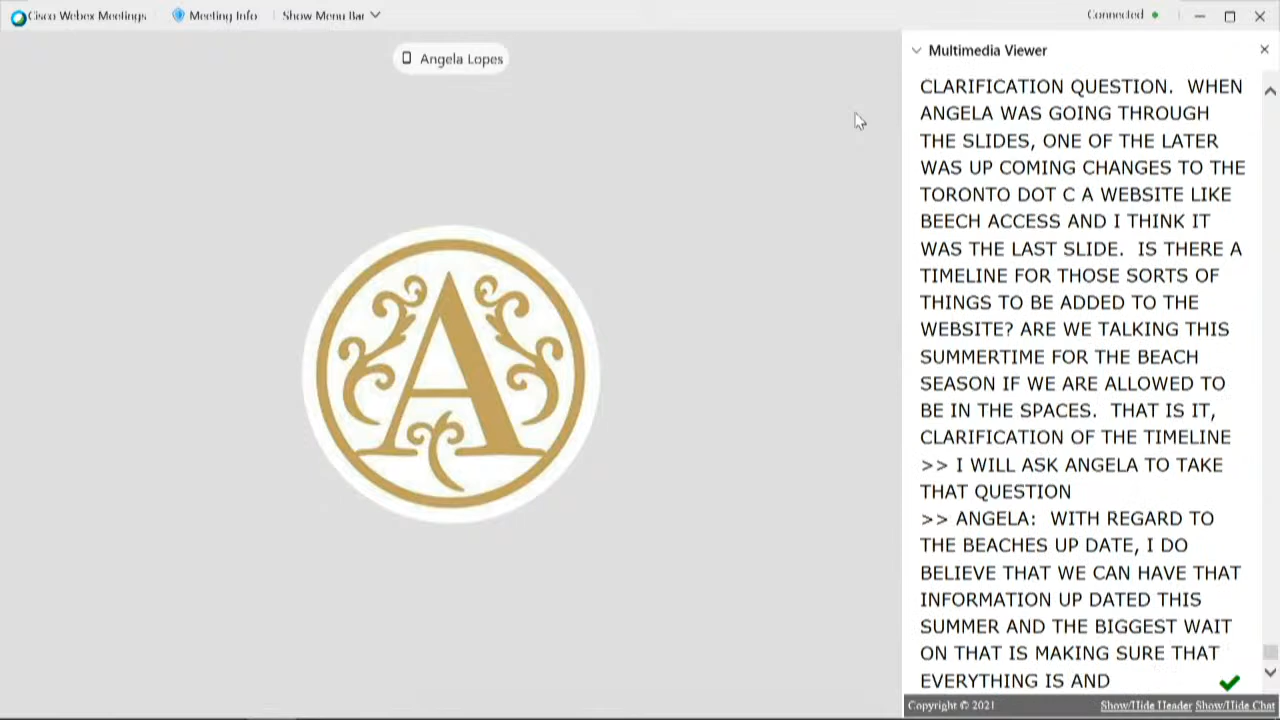 Cisco Webex Meetings
Meeting Info
Show Menu Bar
Connected
Angela Lopes
A
Multimedia Viewer
CLARIFICATION QUESTION. WHEN
ANGELA WAS GOING THROUGH
THE SLIDES, ONE OF THE LATER
WAS UP COMING CHANGES TO THE
TORONTO DOT C A WEBSITE LIKE
BEECH ACCESS AND I THINK IT
WAS THE LAST SLIDE. IS THERE A
TIMELINE FOR THOSE SORTS OF
THINGS TO BE ADDED TO THE
WEBSITE? ARE WE TALKING THIS
SUMMERTIME FOR THE BEACH
SEASON IF WE ARE ALLOWED TO
BE IN THE SPACES. THAT IS IT,
CLARIFICATION OF THE TIMELINE
>> I WILL ASK ANGELA TO TAKE
THAT QUESTION
>> ANGELA: WITH REGARD TO
THE BEACHES UP DATE, I DO
BELIEVE THAT WE CAN HAVE THAT
INFORMATION UP DATED THIS
SUMMER AND THE BIGGEST WAIT
ON THAT IS MAKING SURE THAT
EVERYTHING IS AND
Copyright © 2021
Show/Hide Header Show/Hide Chat